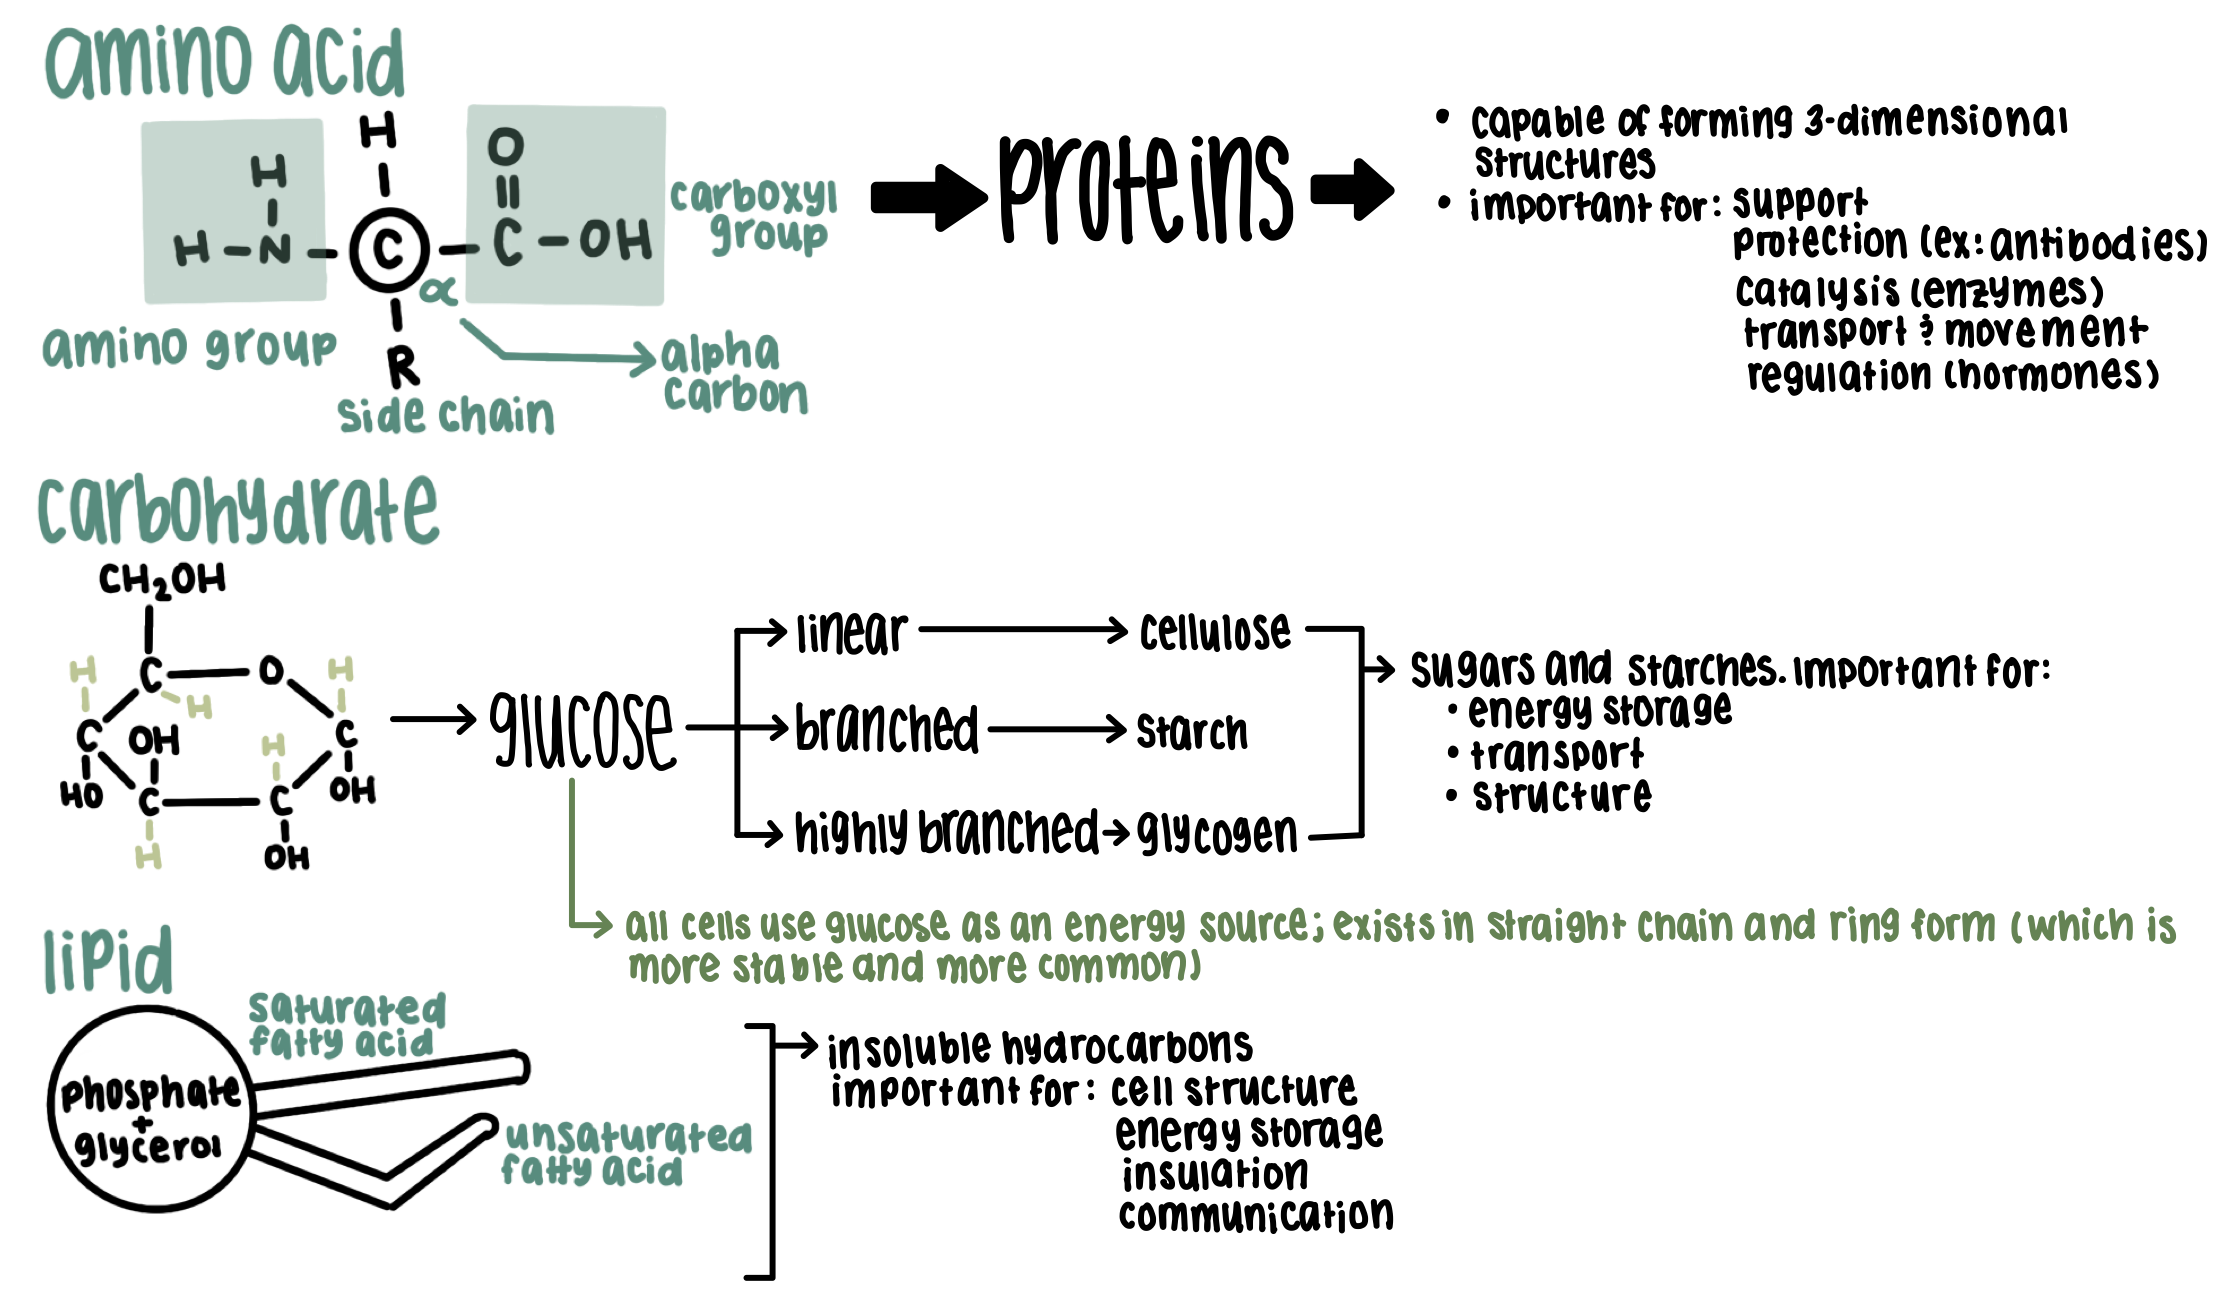 amino acid
H
H
H - N - C - C - OH
O
α
R
amino group
carboxyl
group
alpha
carbon
side chain
proteins
• capable of forming 3-dimensional
structures
• important for: support
protection (ex: antibodies)
catalysis (enzymes)
transport & movement
regulation (hormones)
carbohydrate
CH₂OH
H
C
O
H
H
C
OH
H
C
HO
C
C
OH
H
OH
glucose
linear
cellulose
branched
starch
highly branched
glycogen
sugars and starches. important for:
• energy storage
• transport
• structure
all cells use glucose as an energy source; exists in straight chain and ring form (which is
more stable and more common)
lipid
saturated
fatty acid
phosphate
+
glycerol
unsaturated
fatty acid
insoluble hydrocarbons
important for: cell structure
energy storage
insulation
communication